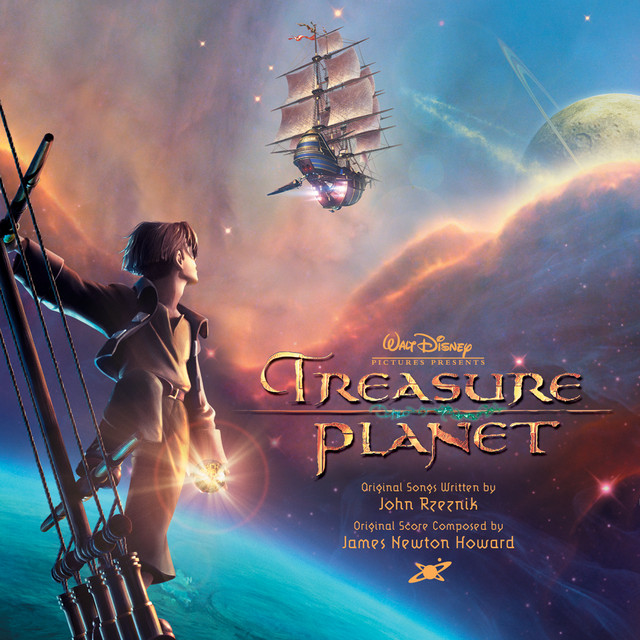 Walt Disney
PICTURES PRESENTS
TREASURE
PLANET
Original Songs Written by
John Rzeznik
Original Score Composed by
James Newton Howard